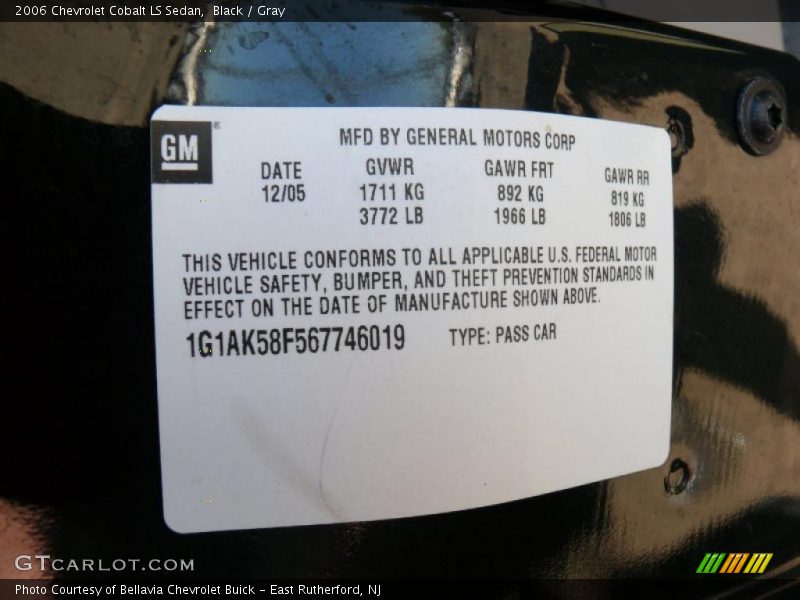 2006 Chevrolet Cobalt LS Sedan, Black / Gray
GM ®
MFD BY GENERAL MOTORS CORP
DATE GVWR GAWR FRT GAWR RR
12/05 1711 KG 892 KG 819 KG
3772 LB 1966 LB 1806 LB
THIS VEHICLE CONFORMS TO ALL APPLICABLE U.S. FEDERAL MOTOR
VEHICLE SAFETY, BUMPER, AND THEFT PREVENTION STANDARDS IN
EFFECT ON THE DATE OF MANUFACTURE SHOWN ABOVE.
1G1AK58F567746019 TYPE: PASS CAR
GTCARLOT.COM
Photo Courtesy of Bellavia Chevrolet Buick - East Rutherford, NJ